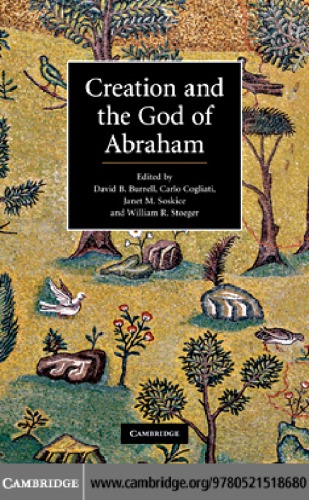 Creation and
the God of
Abraham
Edited by
David B. Burrell, Carlo Cogliati,
Janet M. Soskice
and William R. Stoeger
CAMBRIDGE
CAMBRIDGE www.cambridge.org/9780521518680